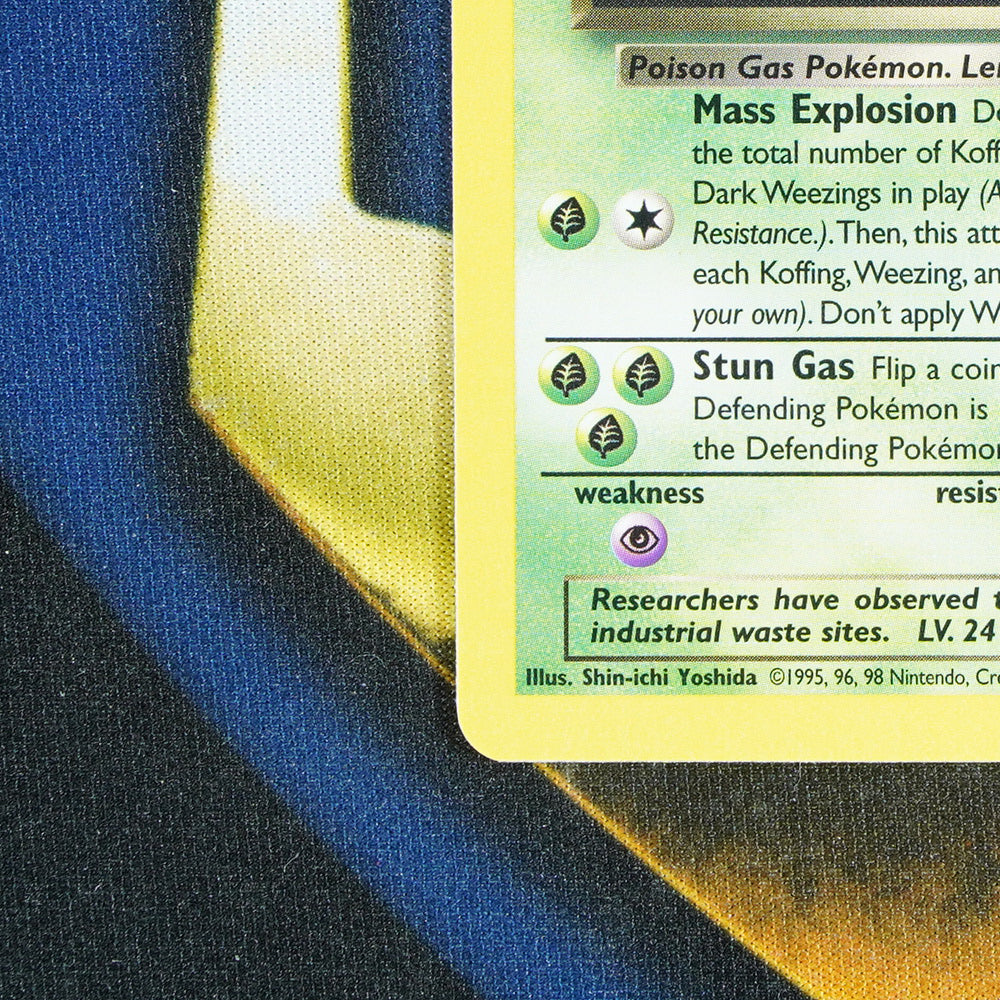 Poison Gas Pokémon. Le
Mass Explosion
the total number of Koff
Dark Weezings in play (A
Resistance.). Then, this att
each Koffing, Weezing, an
your own). Don't apply W
Stun Gas Flip a coin
Defending Pokémon is
the Defending Pokémon
weakness resist
Researchers have observed t
industrial waste sites. LV. 24
Illus. Shin-ichi Yoshida ©1995, 96, 98 Nintendo, Cre